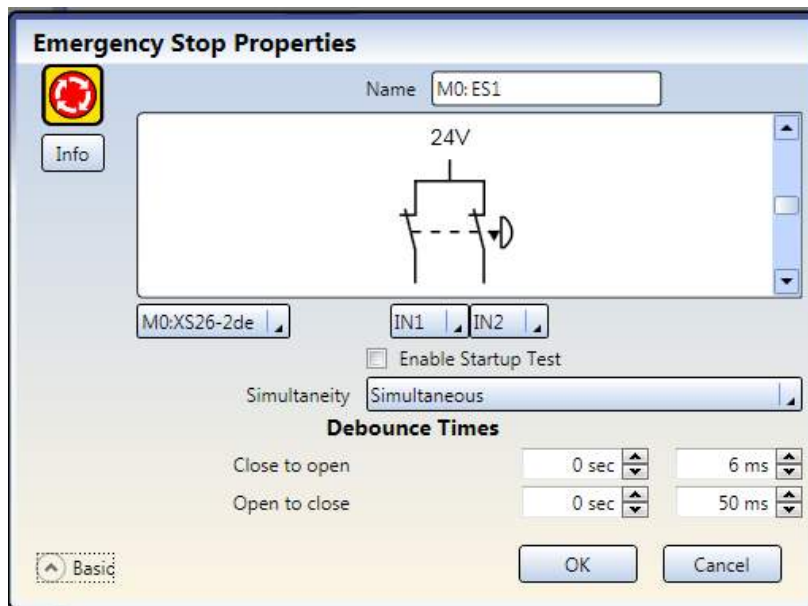 Emergency Stop Properties
Name M0: ES1
Info
24V
M0:XS26-2de IN1 IN2
Enable Startup Test
Simultaneity Simultaneous
Debounce Times
Close to open 0 sec 6 ms
Open to close 0 sec 50 ms
Basic OK Cancel